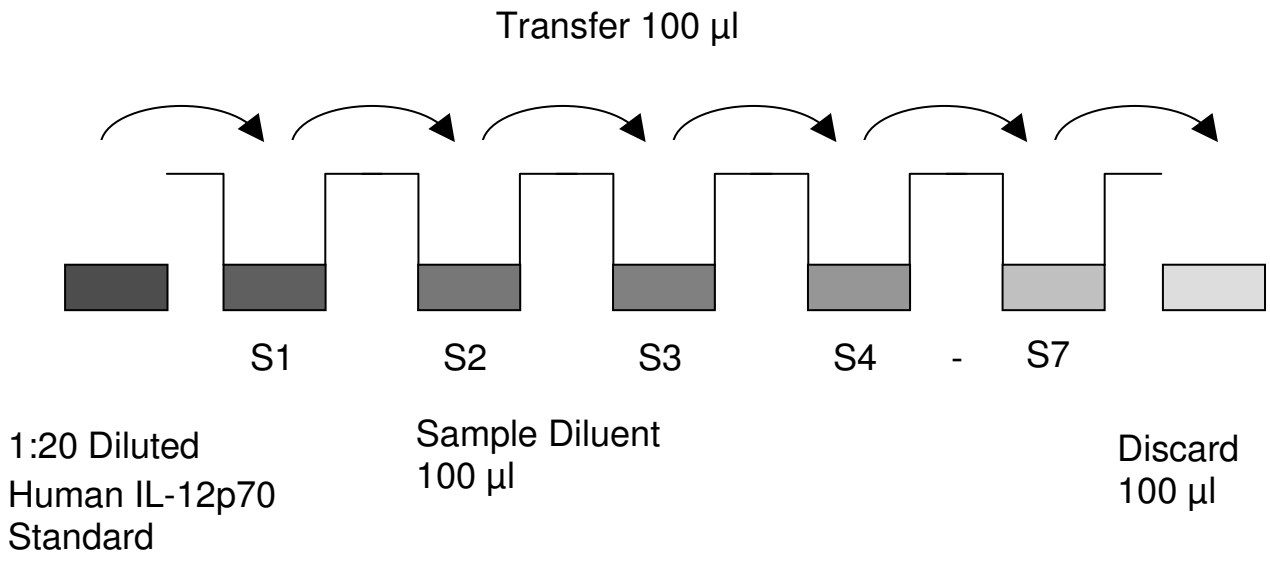 Transfer 100 µl
S1 S2 S3 S4 - S7
1:20 Diluted
Human IL-12p70
Standard
Sample Diluent
100 µl
Discard
100 µl